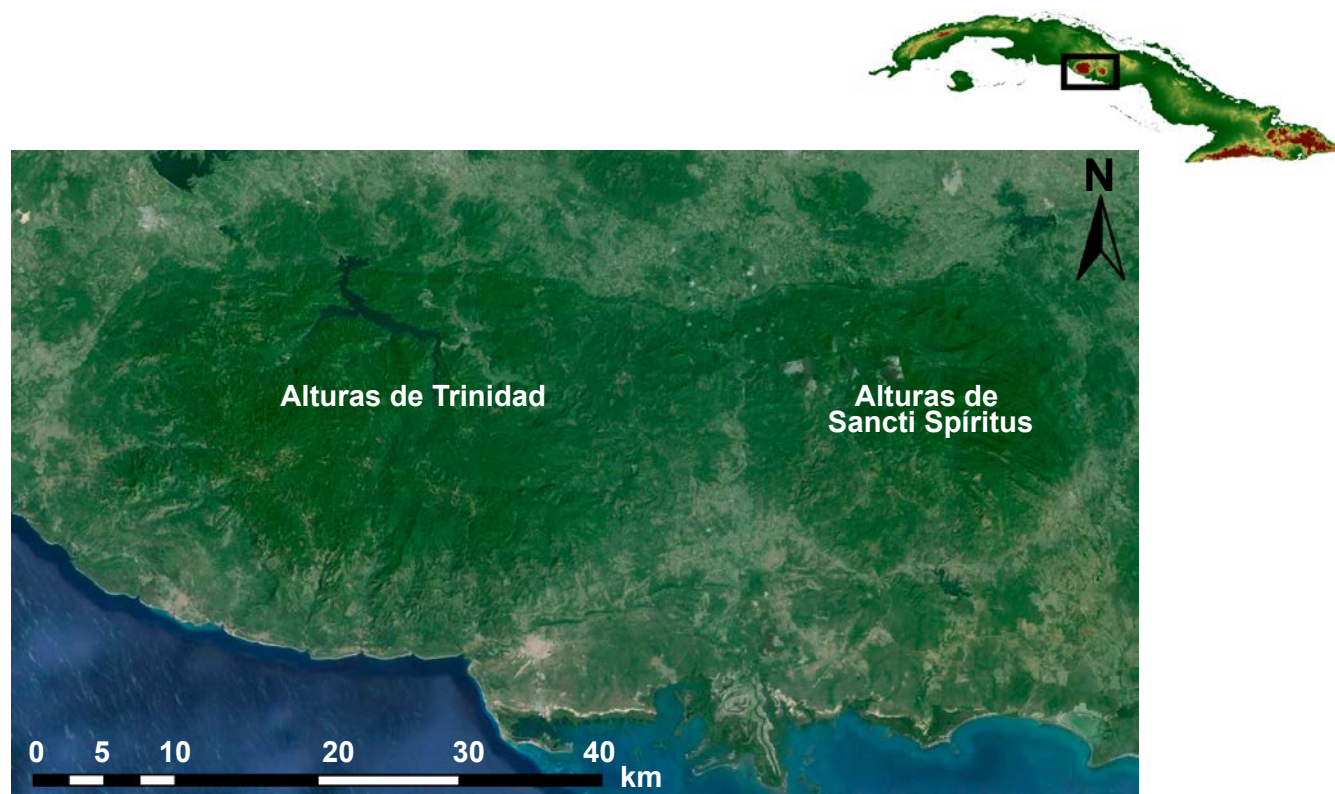 N
Alturas de Trinidad
Alturas de
Sancti Spíritus
0 5 10 20 30 40
km